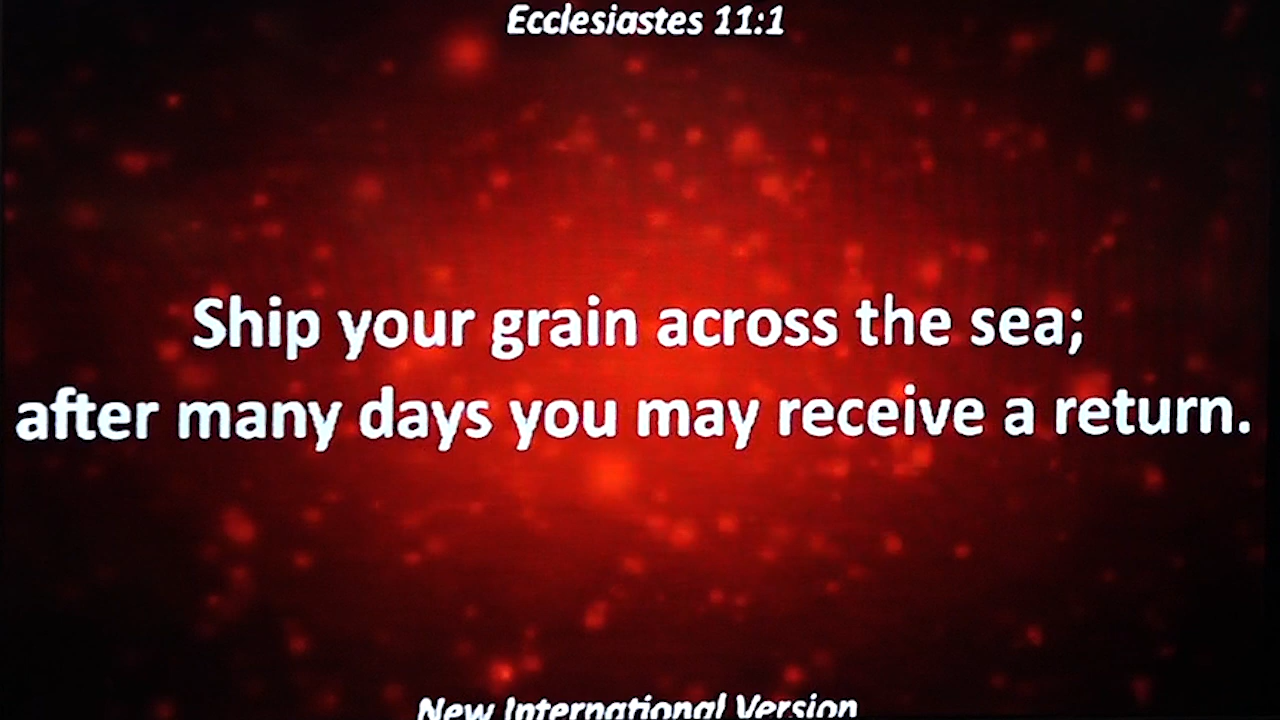 Ecclesiastes 11:1
Ship your grain across the sea;
after many days you may receive a return.
New International Version